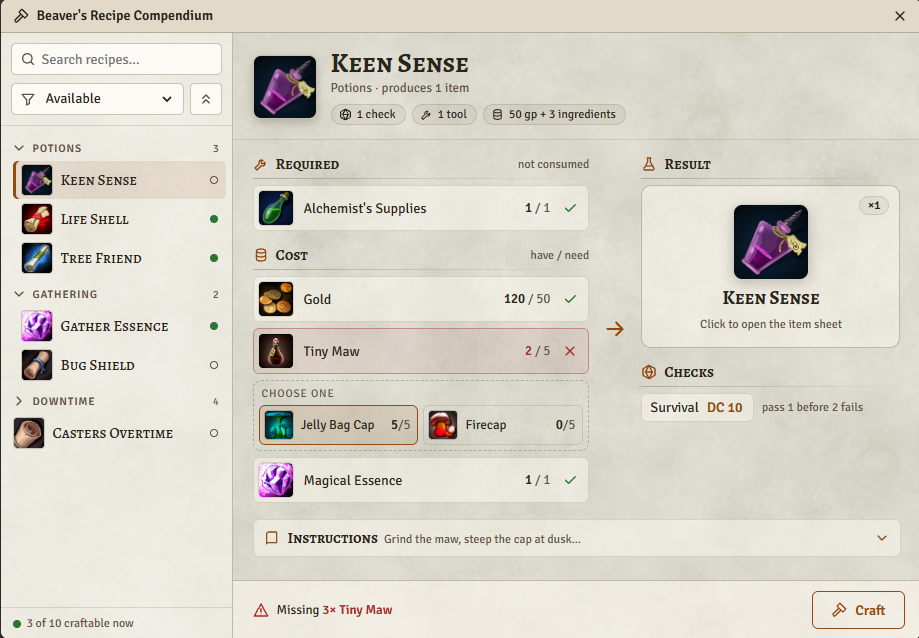 Beaver's Recipe Compendium
Search recipes...
Available
POTIONS 3
KEEN SENSE
LIFE SHELL
TREE FRIEND
GATHERING 2
GATHER ESSENCE
BUG SHIELD
DOWNTIME 4
CASTERS OVERTIME
3 of 10 craftable now
KEEN SENSE
Potions · produces 1 item
1 check
1 tool
50 gp + 3 ingredients
REQUIRED not consumed
Alchemist's Supplies 1 / 1
COST have / need
Gold 120 / 50
Tiny Maw 2 / 5
CHOOSE ONE
Jelly Bag Cap 5/5
Firecap 0/5
Magical Essence 1 / 1
RESULT
×1
KEEN SENSE
Click to open the item sheet
CHECKS
Survival DC 10 pass 1 before 2 fails
INSTRUCTIONS Grind the maw, steep the cap at dusk...
Missing 3× Tiny Maw
Craft